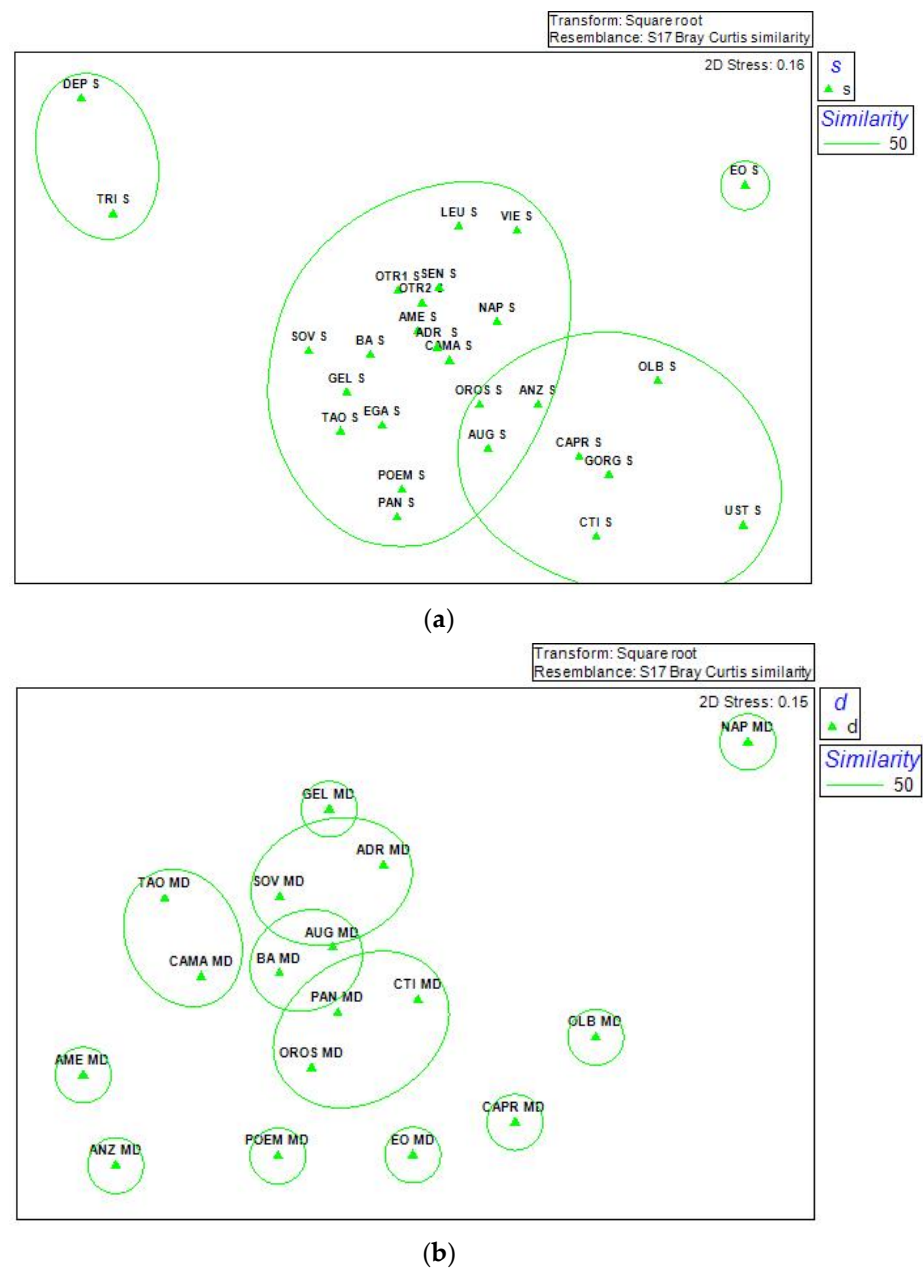 Transform: Square root
Resemblance: S17 Bray Curtis similarity
2D Stress: 0.16
s
s
Similarity
50
DEP S
TRI S
EO S
LEU S
VIE S
OTR1 S
SEN S
OTR2 S
NAP S
AME S
ADR S
CAMA S
SOV S
BA S
OLB S
GEL S
OROS S
ANZ S
TAO S
EGA S
AUG S
CAPR S
GORG S
POEM S
PAN S
CTI S
UST S
(a)
Transform: Square root
Resemblance: S17 Bray Curtis similarity
2D Stress: 0.15
d
d
Similarity
50
NAP MD
GEL MD
ADR MD
TAO MD
SOV MD
AUG MD
CAMA MD
BA MD
CTI MD
PAN MD
OLB MD
OROS MD
AME MD
CAPR MD
ANZ MD
POEM MD
EO MD
(b)